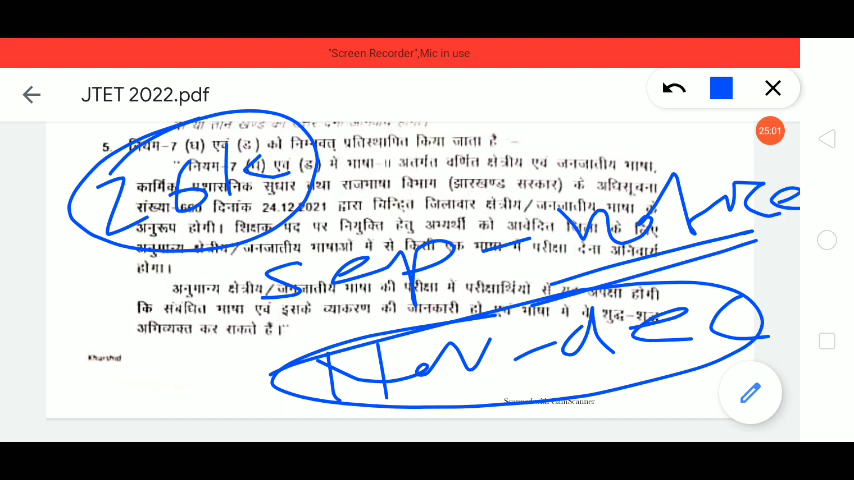 "Screen Recorder",Mic in use
JTET 2022.pdf
25:01
5. नियम-7 (घ) एवं (ड) को निम्नवत् प्रतिस्थापित किया जाता है :-
"नियम-7 (घ) एवं (ड) में भाषा-II अंतर्गत वर्णित क्षेत्रीय एवं जनजातीय भाषा,
कार्मिक, प्रशासनिक सुधार तथा राजभाषा विभाग (झारखण्ड सरकार) के अधिसूचना
संख्या- दिनांक 24.12.2021 द्वारा चिन्हित जिलावार क्षेत्रीय/जनजातीय भाषा के
अनुरूप होगी। शिक्षक पद पर नियुक्ति हेतु अभ्यर्थी को आवेदित जिला के लिए
अनुमान्य क्षेत्रीय/जनजातीय भाषाओं में से किसी एक भाषा में परीक्षा देना अनिवार्य
होगा।
अनुमान्य क्षेत्रीय/जनजातीय भाषा की परीक्षा में परीक्षार्थियों से यह अपेक्षा होगी
कि संबंधित भाषा एवं इसके व्याकरण की जानकारी हो एवं भाषा में वे शुद्ध-शुद्ध
अभिव्यक्त कर सकते हैं।"
26k
sep - notice
Nov - dec
Khurshid
Scanned with CamScanner